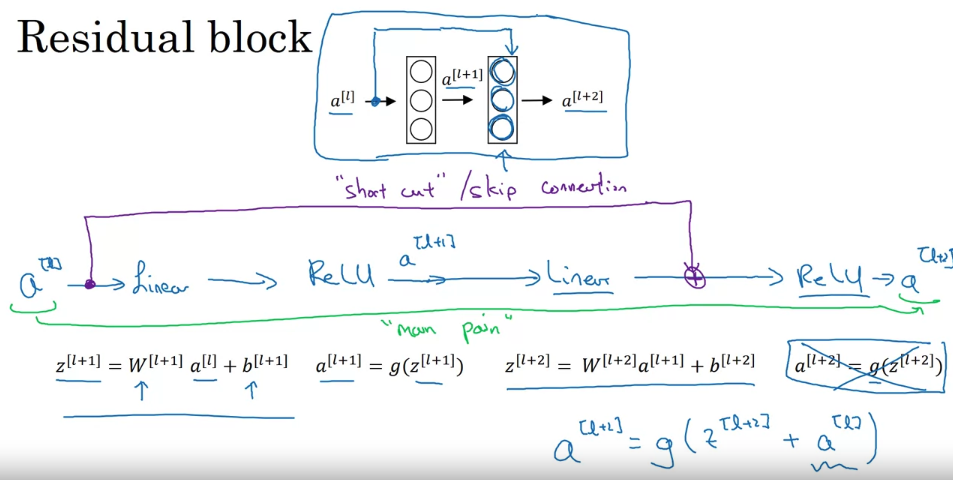 Residual block
a^[l] a^[l+1] a^[l+2]
"short cut" / skip connection
a^[l] → Linear → ReLU a^[l+1] → Linear → ReLU → a^[l+2]
"main path"
z^[l+1] = W^[l+1] a^[l] + b^[l+1] a^[l+1] = g(z^[l+1]) z^[l+2] = W^[l+2] a^[l+1] + b^[l+2] a^[l+2] = g(z^[l+2])
a^[l+2] = g(z^[l+2] + a^[l])